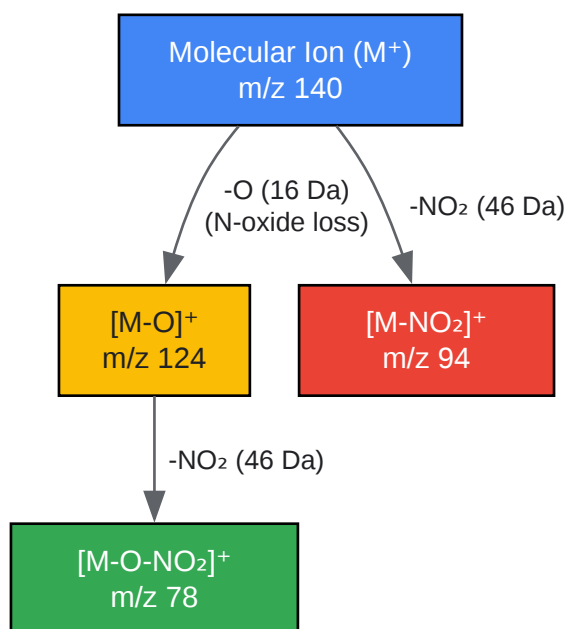 Molecular Ion (M⁺)
m/z 140
-O (16 Da)
(N-oxide loss)
-NO₂ (46 Da)
[M-O]⁺
m/z 124
[M-NO₂]⁺
m/z 94
-NO₂ (46 Da)
[M-O-NO₂]⁺
m/z 78